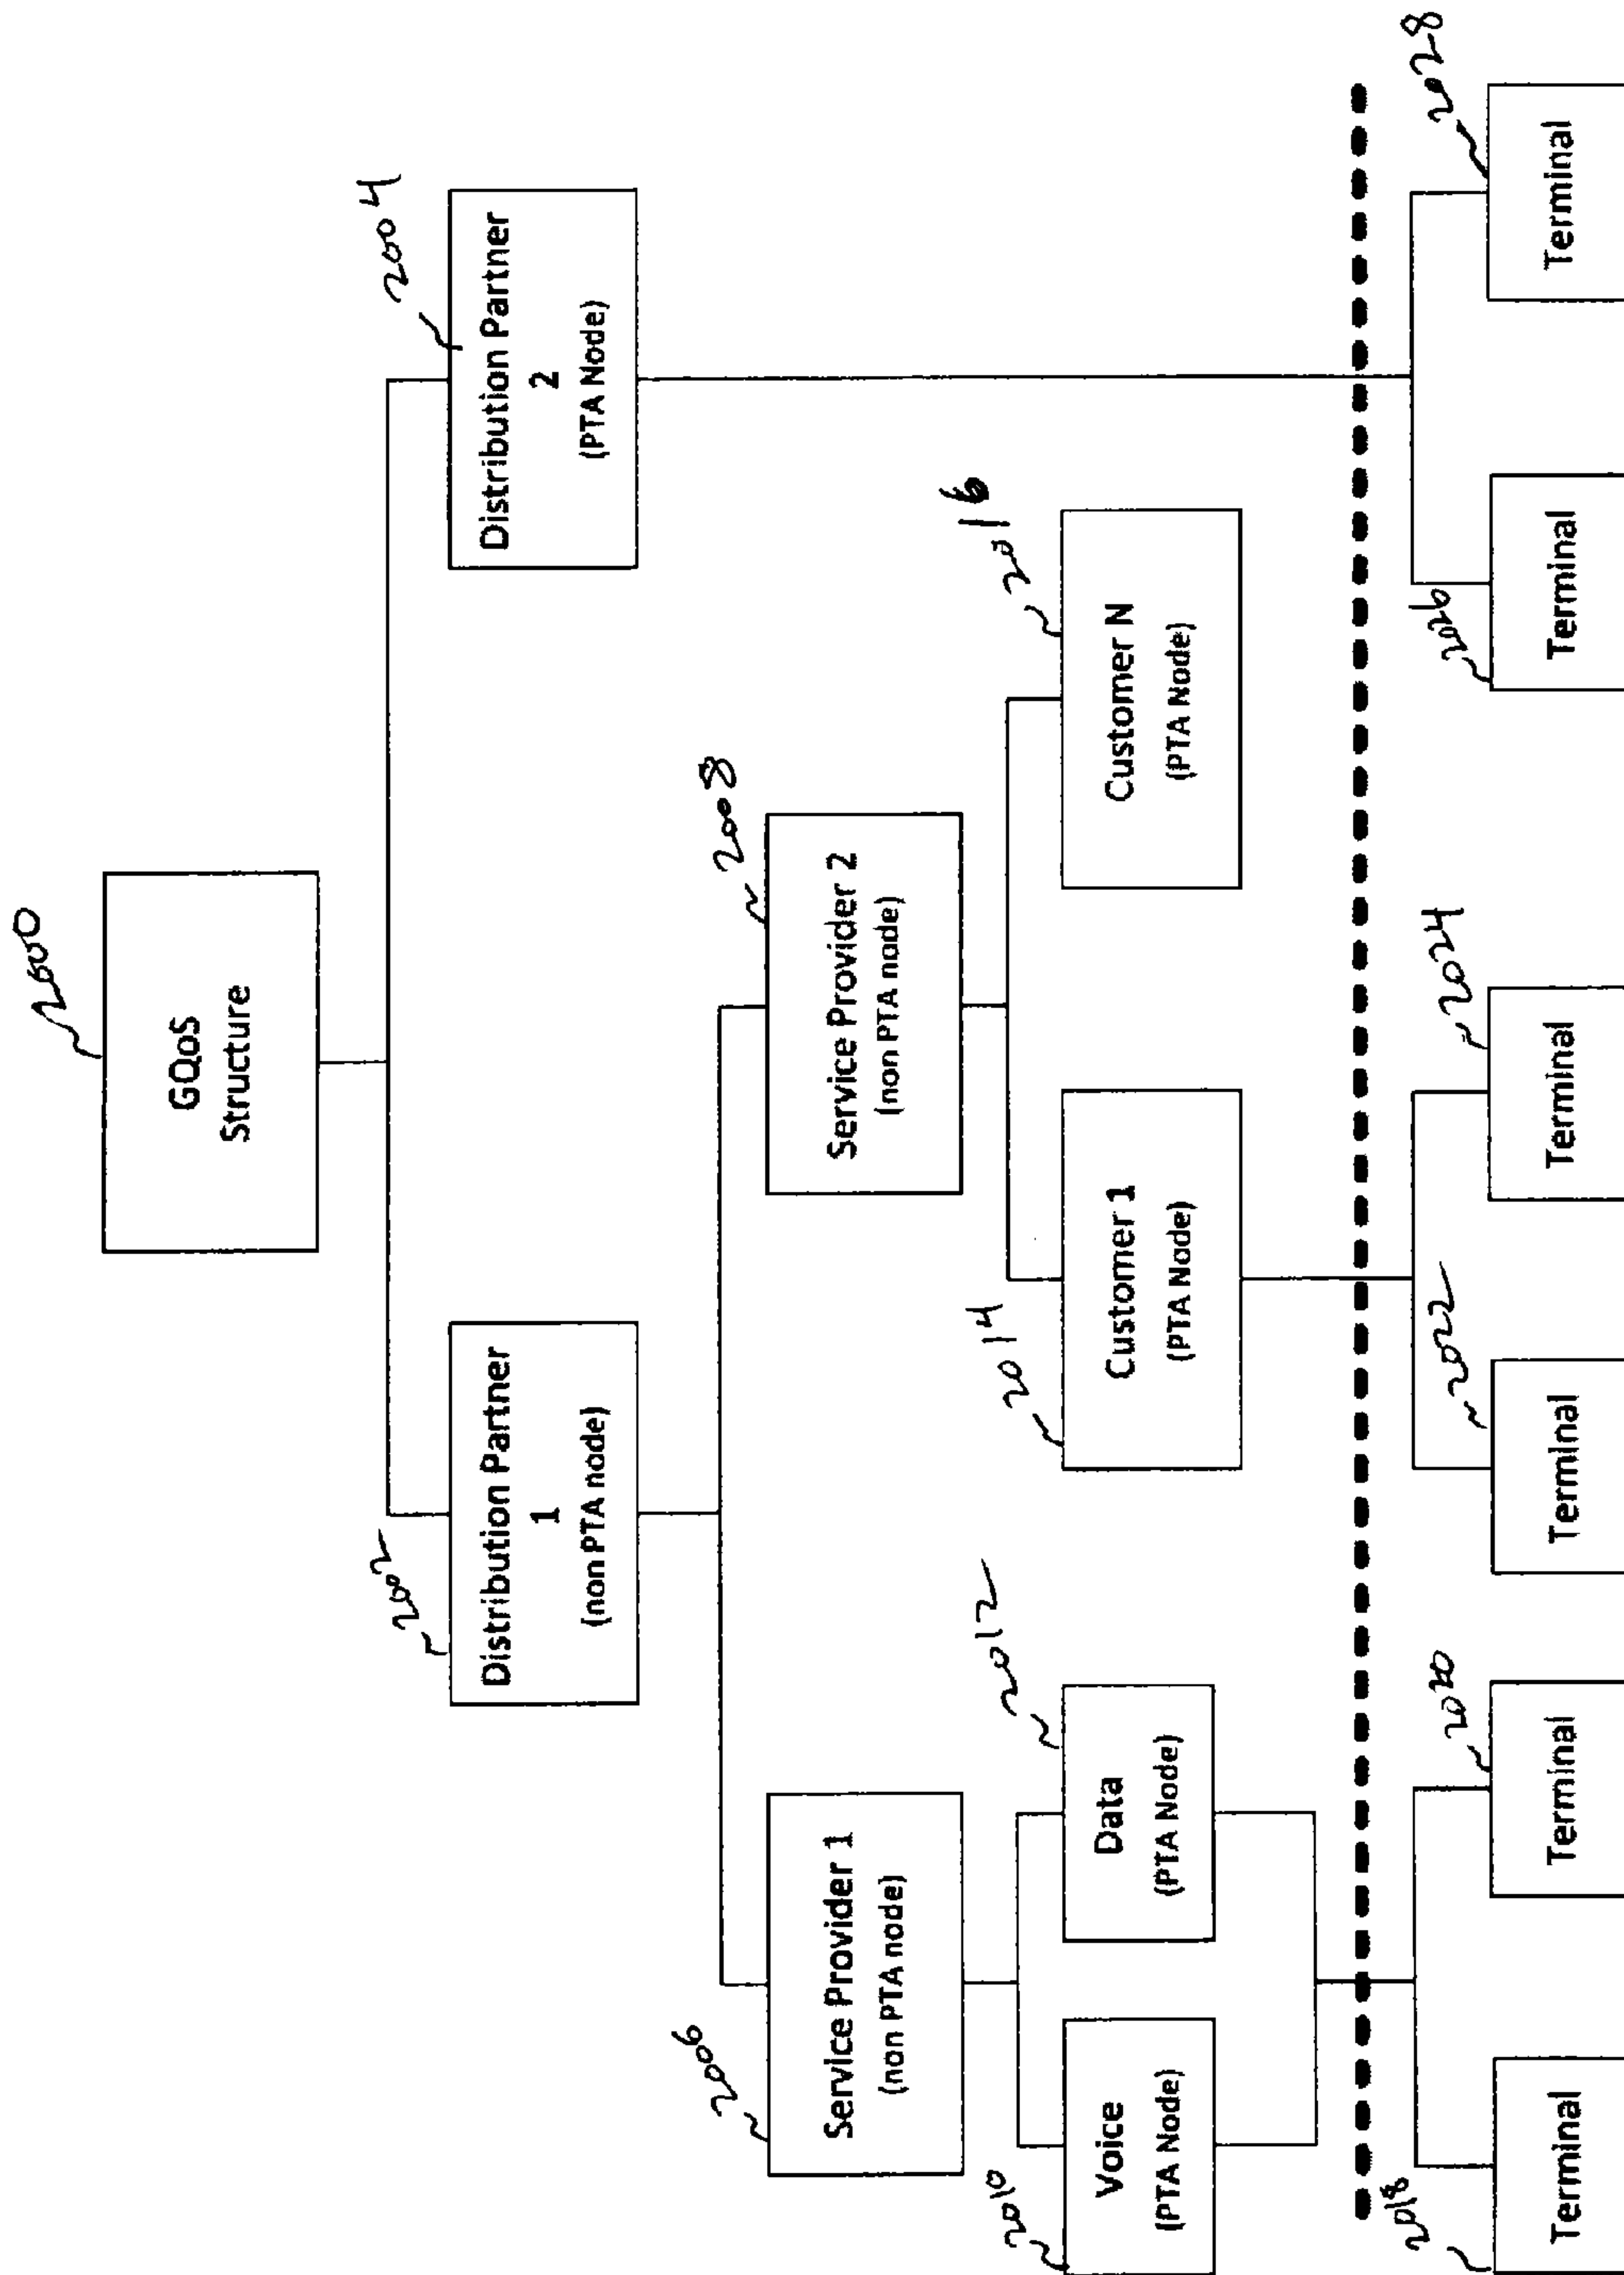 2000
GQoS
Structure
2002
Distribution Partner
1
(non PTA node)
2004
Distribution Partner
2
(PTA Node)
2006
Service Provider 1
(non PTA node)
2008
Service Provider 2
(non PTA node)
2010
Voice
(PTA Node)
2012
Data
(PTA Node)
2014
Customer 1
(PTA Node)
2016
Customer N
(PTA Node)
2018
Terminal
2020
Terminal
2022
Terminal
2024
Terminal
2026
Terminal
2028
Terminal